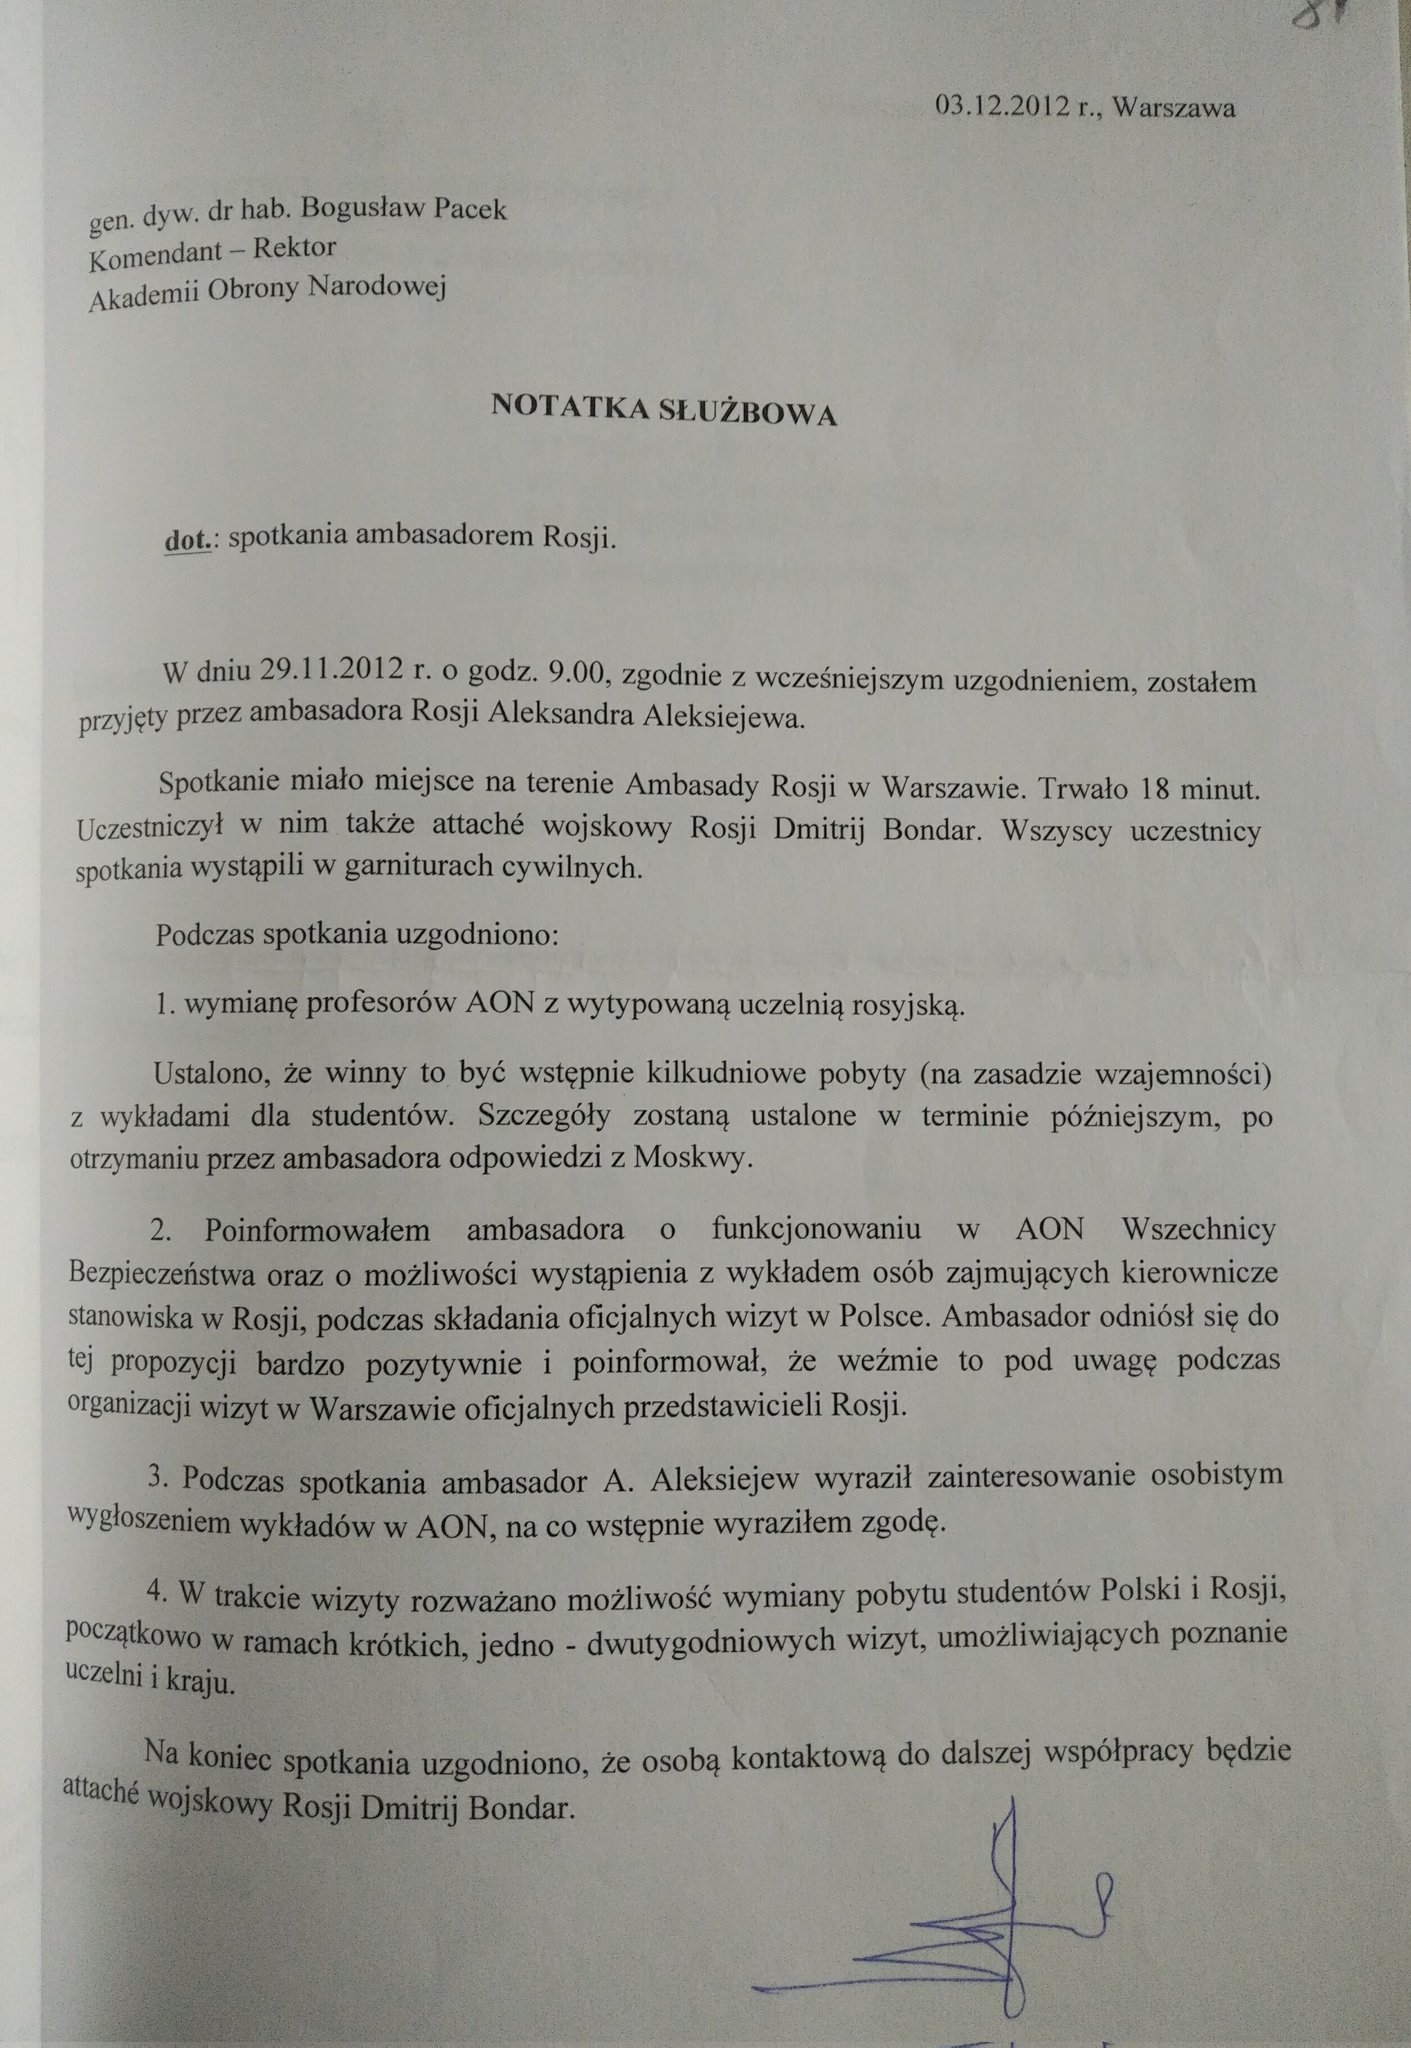 81
03.12.2012 r., Warszawa
gen. dyw. dr hab. Bogusław Pacek
Komendant – Rektor
Akademii Obrony Narodowej
NOTATKA SŁUŻBOWA
dot.: spotkania ambasadorem Rosji.
W dniu 29.11.2012 r. o godz. 9.00, zgodnie z wcześniejszym uzgodnieniem, zostałem
przyjęty przez ambasadora Rosji Aleksandra Aleksiejewa.
Spotkanie miało miejsce na terenie Ambasady Rosji w Warszawie. Trwało 18 minut.
Uczestniczył w nim także attaché wojskowy Rosji Dmitrij Bondar. Wszyscy uczestnicy
spotkania wystąpili w garniturach cywilnych.
Podczas spotkania uzgodniono:
1. wymianę profesorów AON z wytypowaną uczelnią rosyjską.
Ustalono, że winny to być wstępnie kilkudniowe pobyty (na zasadzie wzajemności)
z wykładami dla studentów. Szczegóły zostaną ustalone w terminie późniejszym, po
otrzymaniu przez ambasadora odpowiedzi z Moskwy.
2. Poinformowałem ambasadora o funkcjonowaniu w AON Wszechnicy
Bezpieczeństwa oraz o możliwości wystąpienia z wykładem osób zajmujących kierownicze
stanowiska w Rosji, podczas składania oficjalnych wizyt w Polsce. Ambasador odniósł się do
tej propozycji bardzo pozytywnie i poinformował, że weźmie to pod uwagę podczas
organizacji wizyt w Warszawie oficjalnych przedstawicieli Rosji.
3. Podczas spotkania ambasador A. Aleksiejew wyraził zainteresowanie osobistym
wygłoszeniem wykładów w AON, na co wstępnie wyraziłem zgodę.
4. W trakcie wizyty rozważano możliwość wymiany pobytu studentów Polski i Rosji,
początkowo w ramach krótkich, jedno - dwutygodniowych wizyt, umożliwiających poznanie
uczelni i kraju.
Na koniec spotkania uzgodniono, że osobą kontaktową do dalszej współpracy będzie
attaché wojskowy Rosji Dmitrij Bondar.